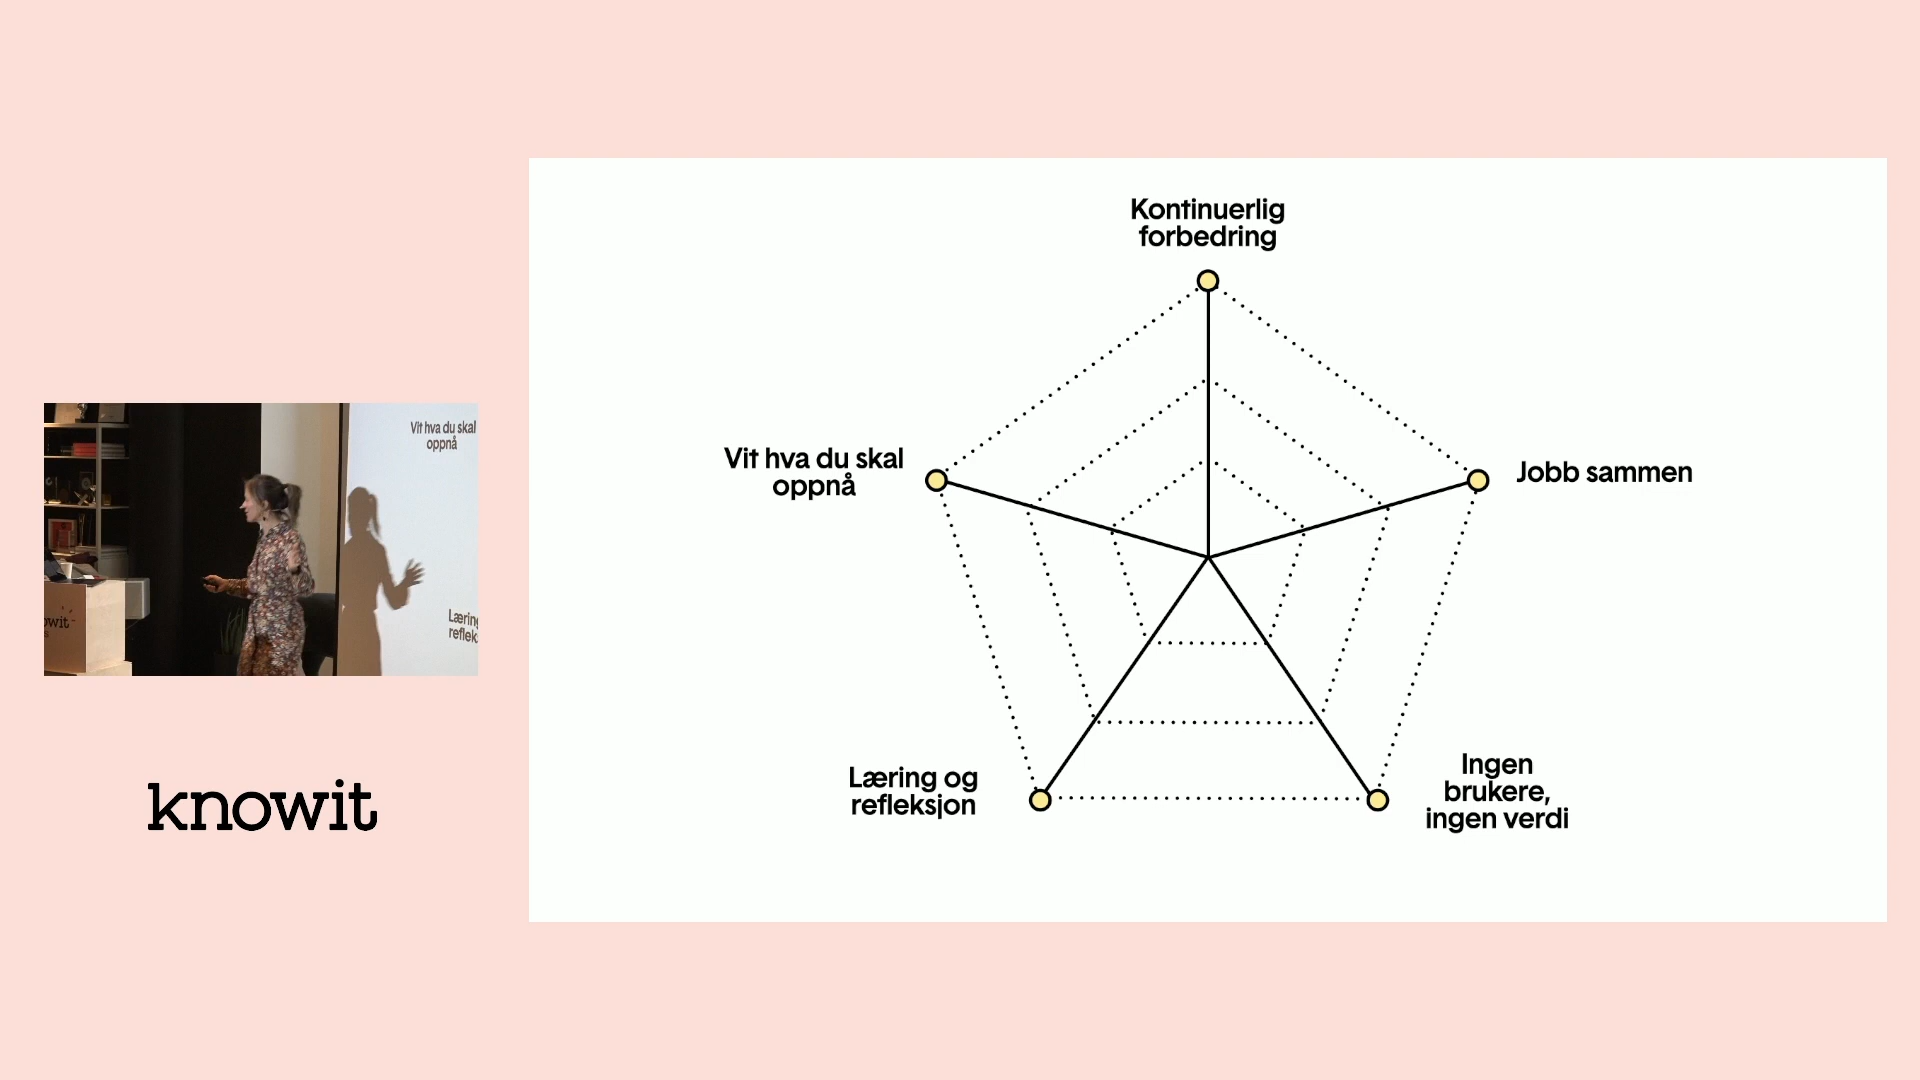 Kontinuerlig
forbedring
Vit hva du skal
oppnå
Jobb sammen
Læring og
refleksjon
Ingen
brukere,
ingen verdi
Vit hva du skal
oppnå
Læring
reflek
owit
knowit